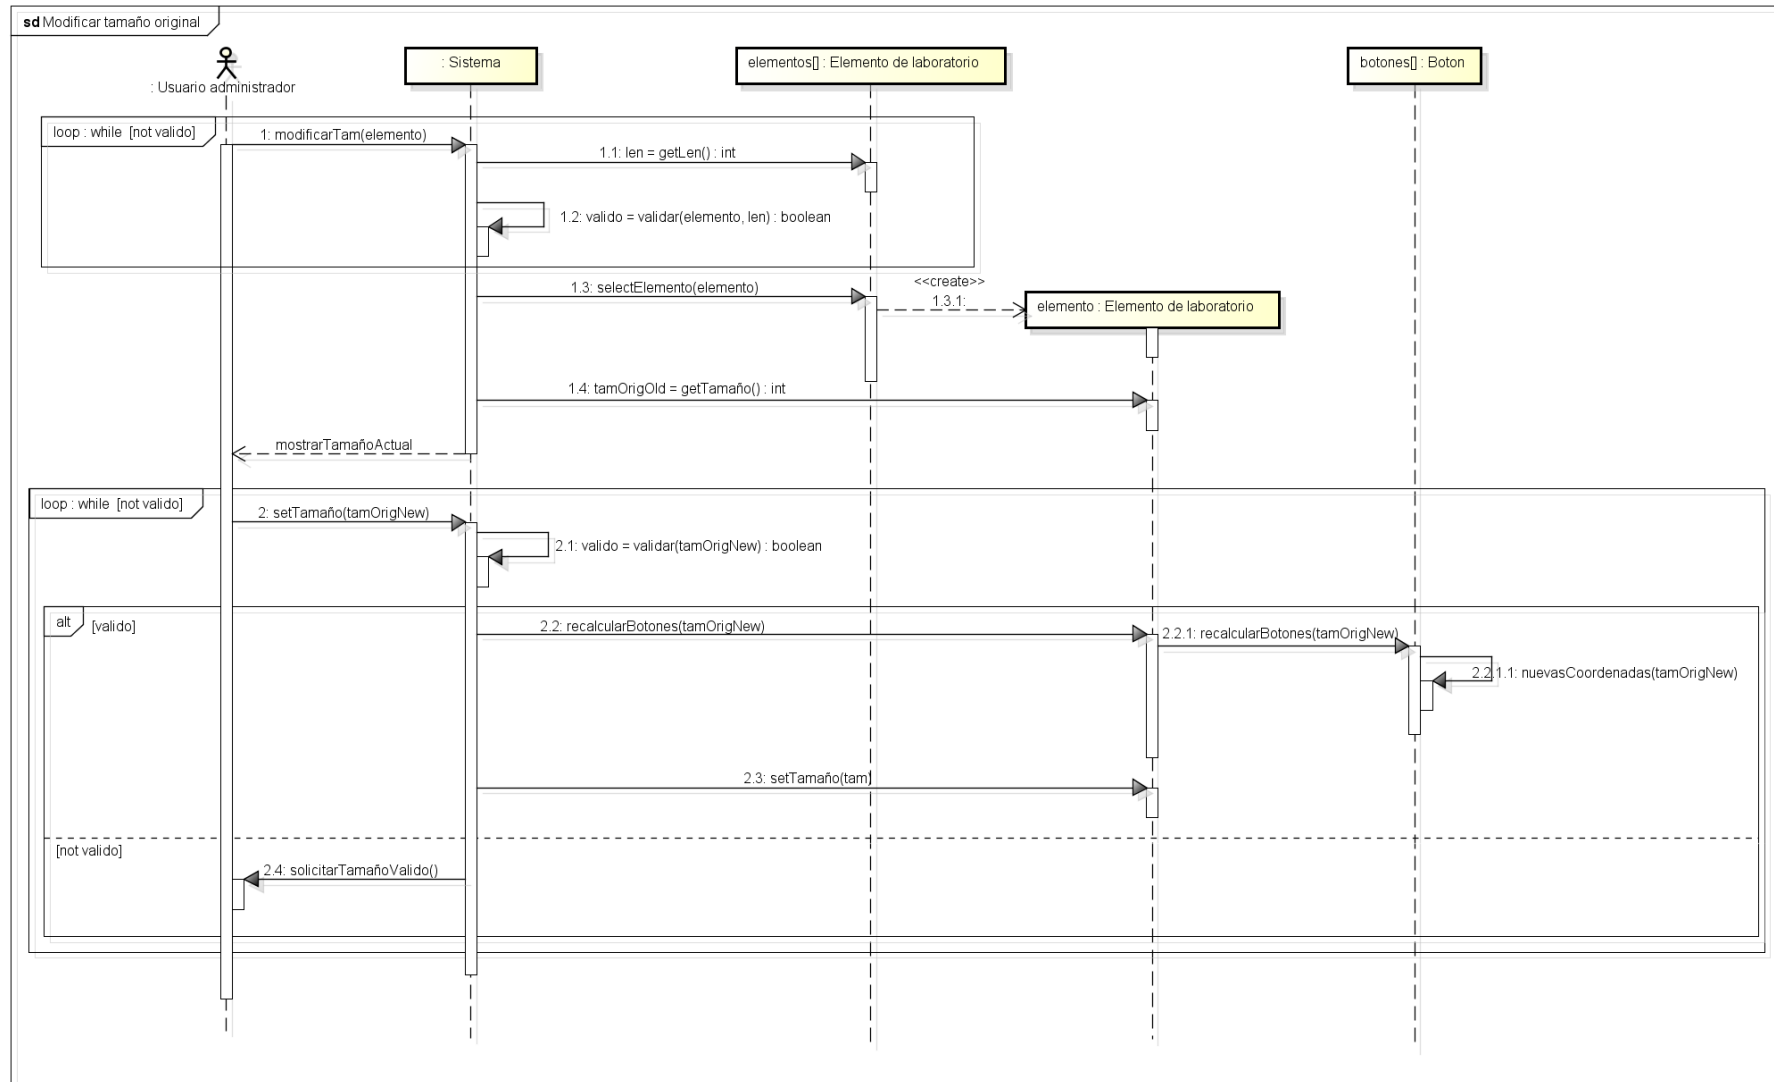 sd Modificar tamaño original
: Usuario administrador
: Sistema
elementos[] : Elemento de laboratorio
botones[] : Boton
loop : while [not valido]
1: modificarTam(elemento)
1.1: len = getLen() : int
1.2: valido = validar(elemento, len) : boolean
1.3: selectElemento(elemento)
<<create>>
1.3.1:
elemento : Elemento de laboratorio
1.4: tamOrigOld = getTamaño() : int
mostrarTamañoActual
loop : while [not valido]
2: setTamaño(tamOrigNew)
2.1: valido = validar(tamOrigNew) : boolean
alt
[valido]
2.2: recalcularBotones(tamOrigNew)
2.2.1: recalcularBotones(tamOrigNew)
2.2.1.1: nuevasCoordenadas(tamOrigNew)
2.3: setTamaño(tam)
[not valido]
2.4: solicitarTamañoValido()